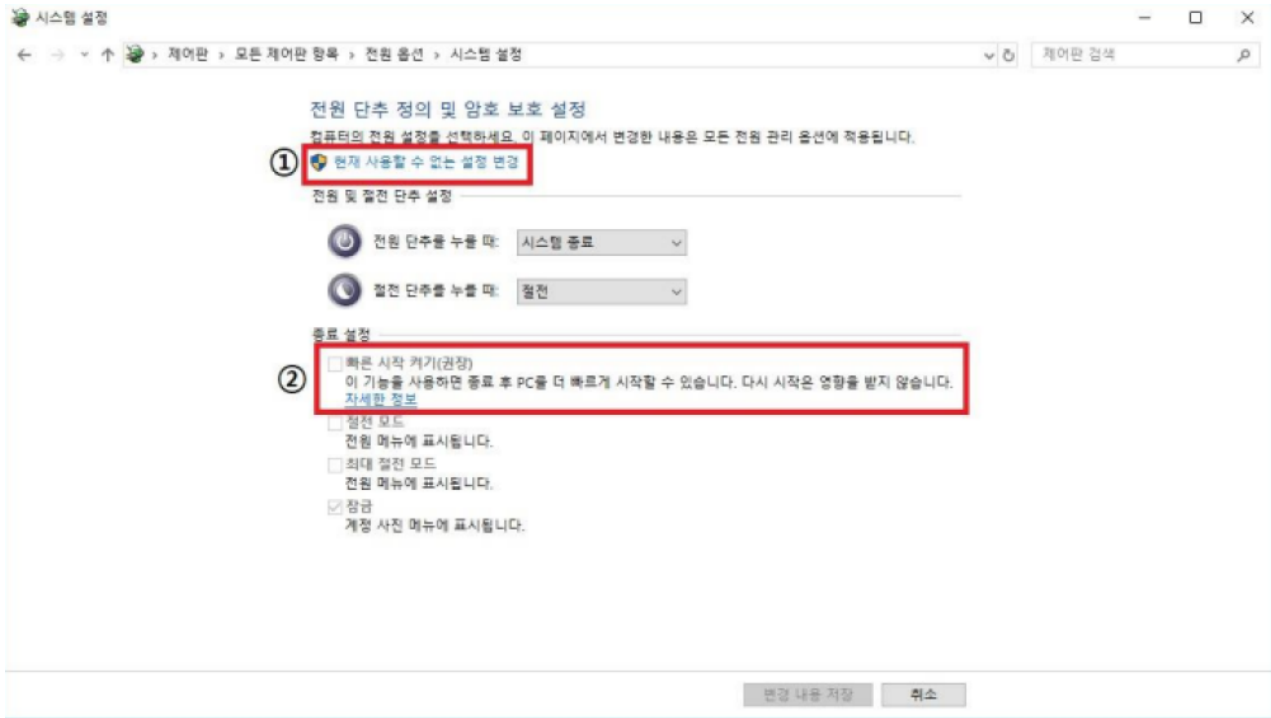 시스템 설정
제어판 › 모든 제어판 항목 › 전원 옵션 › 시스템 설정
제어판 검색
전원 단추 정의 및 암호 보호 설정
컴퓨터의 전원 설정을 선택하세요. 이 페이지에서 변경한 내용은 모든 전원 관리 옵션에 적용됩니다.
① 현재 사용할 수 없는 설정 변경
전원 및 절전 단추 설정
전원 단추를 누를 때: 시스템 종료
절전 단추를 누를 때: 절전
종료 설정
② 빠른 시작 켜기(권장)
이 기능을 사용하면 종료 후 PC를 더 빠르게 시작할 수 있습니다. 다시 시작은 영향을 받지 않습니다.
자세한 정보
절전 모드
전원 메뉴에 표시됩니다.
최대 절전 모드
전원 메뉴에 표시됩니다.
잠금
계정 사진 메뉴에 표시됩니다.
변경 내용 저장 취소